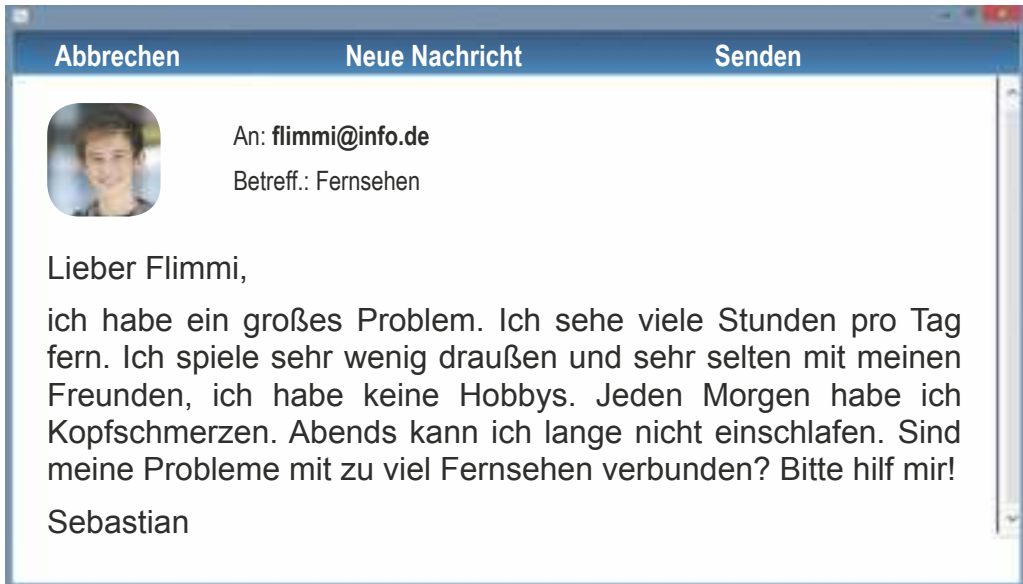 Abbrechen Neue Nachricht Senden
An: flimmi@info.de
Betreff.: Fernsehen
Lieber Flimmi,
ich habe ein großes Problem. Ich sehe viele Stunden pro Tag
fern. Ich spiele sehr wenig draußen und sehr selten mit meinen
Freunden, ich habe keine Hobbys. Jeden Morgen habe ich
Kopfschmerzen. Abends kann ich lange nicht einschlafen. Sind
meine Probleme mit zu viel Fernsehen verbunden? Bitte hilf mir!
Sebastian